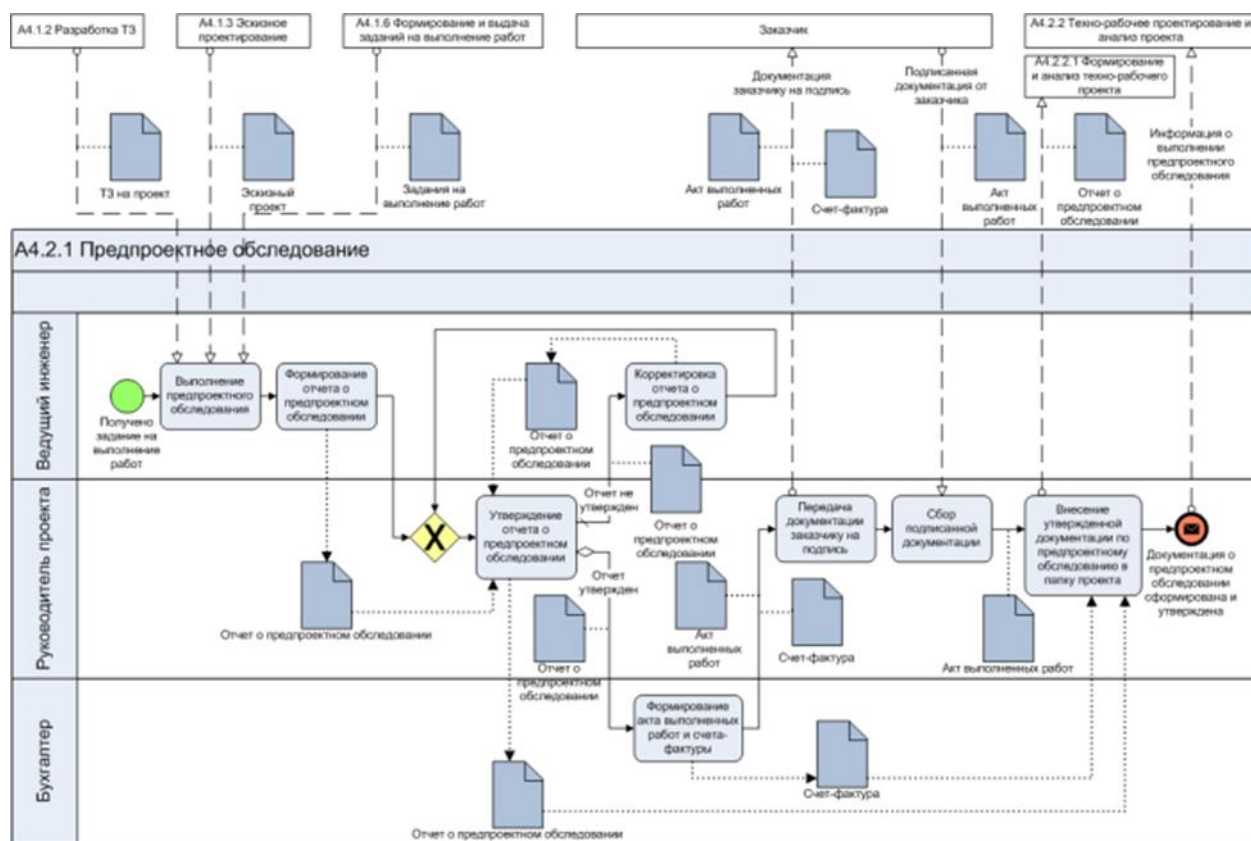 А4.1.2 Разработка ТЗ
А4.1.3 Эскизное
проектирование
А4.1.6 Формирование и выдача
заданий на выполнение работ
Заказчик
А4.2.2 Техно-рабочее проектирование и
анализ проекта
А4.2.2.1 Формирование
и анализ техно-рабочего
проекта
Документация
заказчику на подпись
Подписанная
документация от
заказчика
Информация о
выполнении
предпроектного
обследования
ТЗ на проект
Эскизный
проект
Задания на
выполнение работ
Акт выполненных
работ
Счет-фактура
Акт
выполненных
работ
Отчет о
предпроектном
обследовании
А4.2.1 Предпроектное обследование
Ведущий инженер
Получено
задание на
выполнение
работ
Выполнение
предпроектного
обследования
Формирование
отчета о
предпроектном
обследовании
Отчет о
предпроектном
обследовании
Корректировка
отчета о
предпроектном
обследовании
Руководитель проекта
X
Утверждение
отчета о
предпроектном
обследовании
Отчет не
утвержден
Отчет о
предпроектном
обследовании
Отчет
утвержден
Отчет о
предпроектном
обследовании
Отчет о предпроектном обследовании
Акт
выполненных
работ
Счет-фактура
Передача
документации
заказчику на
подпись
Сбор
подписанной
документации
Акт выполненных работ
Внесение
утвержденной
документации по
предпроектному
обследованию в
папку проекта
Документация о
предпроектном
обследовании
сформирована и
утверждена
Бухгалтер
Формирование
акта выполненных
работ и счета-
фактуры
Счет-фактура
Отчет о предпроектном обследовании